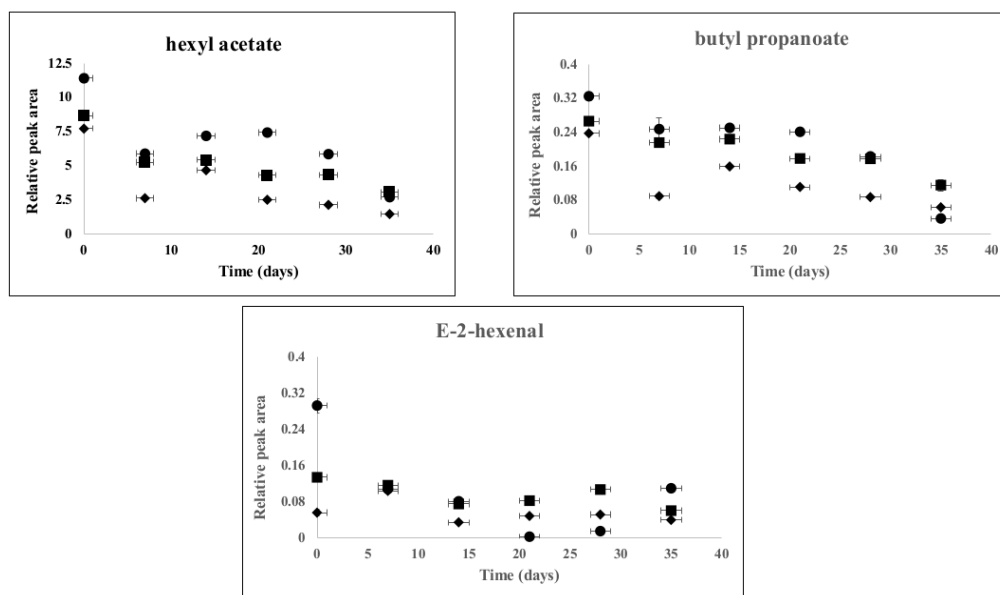 hexyl acetate
12.5
10
7.5
5
2.5
0
Relative peak area
0 10 20 30 40
Time (days)
butyl propanoate
0.4
0.32
0.24
0.16
0.08
0
Relative peak area
0 5 10 15 20 25 30 35 40
Time (days)
E-2-hexenal
0.4
0.32
0.24
0.16
0.08
0
Relative peak area
0 5 10 15 20 25 30 35 40
Time (days)